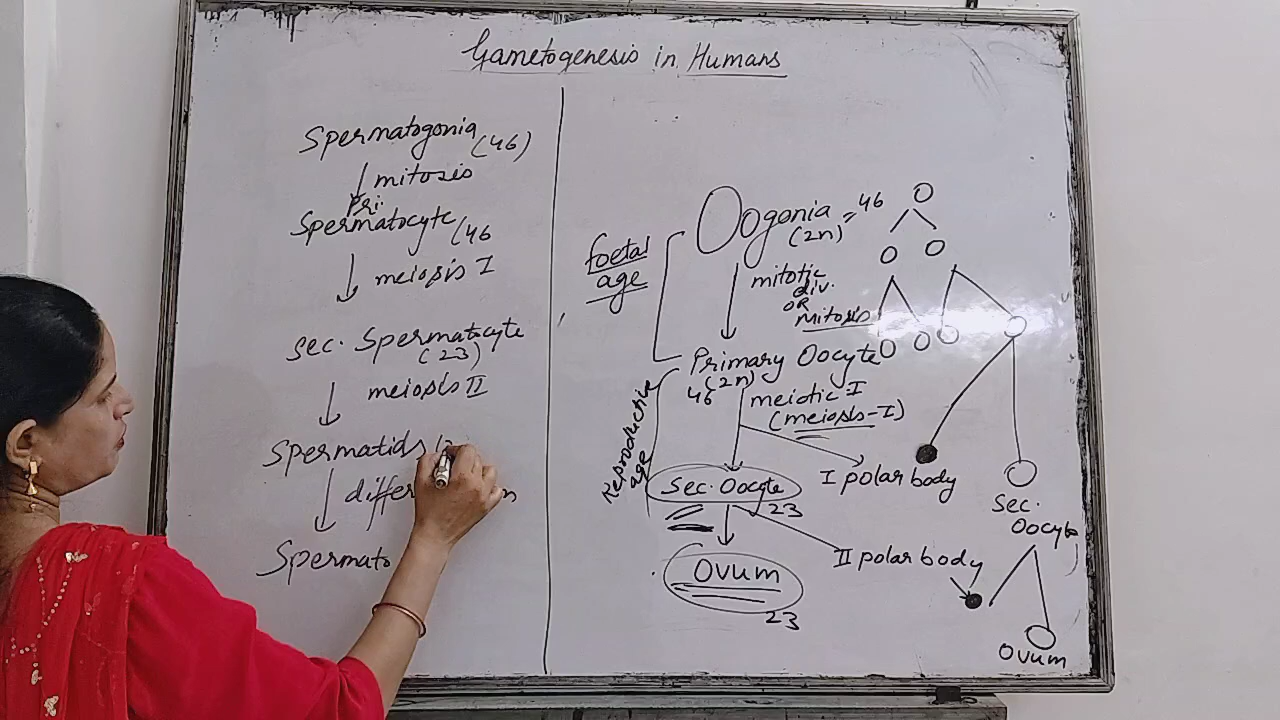 Gametogenesis in Humans
Spermatogonia (46)
mitosis
Pri.
Spermatocyte (46
meiosis I
Sec. Spermatocyte
(23)
meiosis II
Spermatids
Spermato
foetal
age
Oogonia = 46
(2n)
mitotic
div.
OR
mitosis
Primary Oocyte
46 (2n)
Reproductive
age
meiotic-I
(meiosis-I)
I polar body
Sec. Oocyte
23
II polar body
Ovum
23
Sec.
Oocyte
Ovum